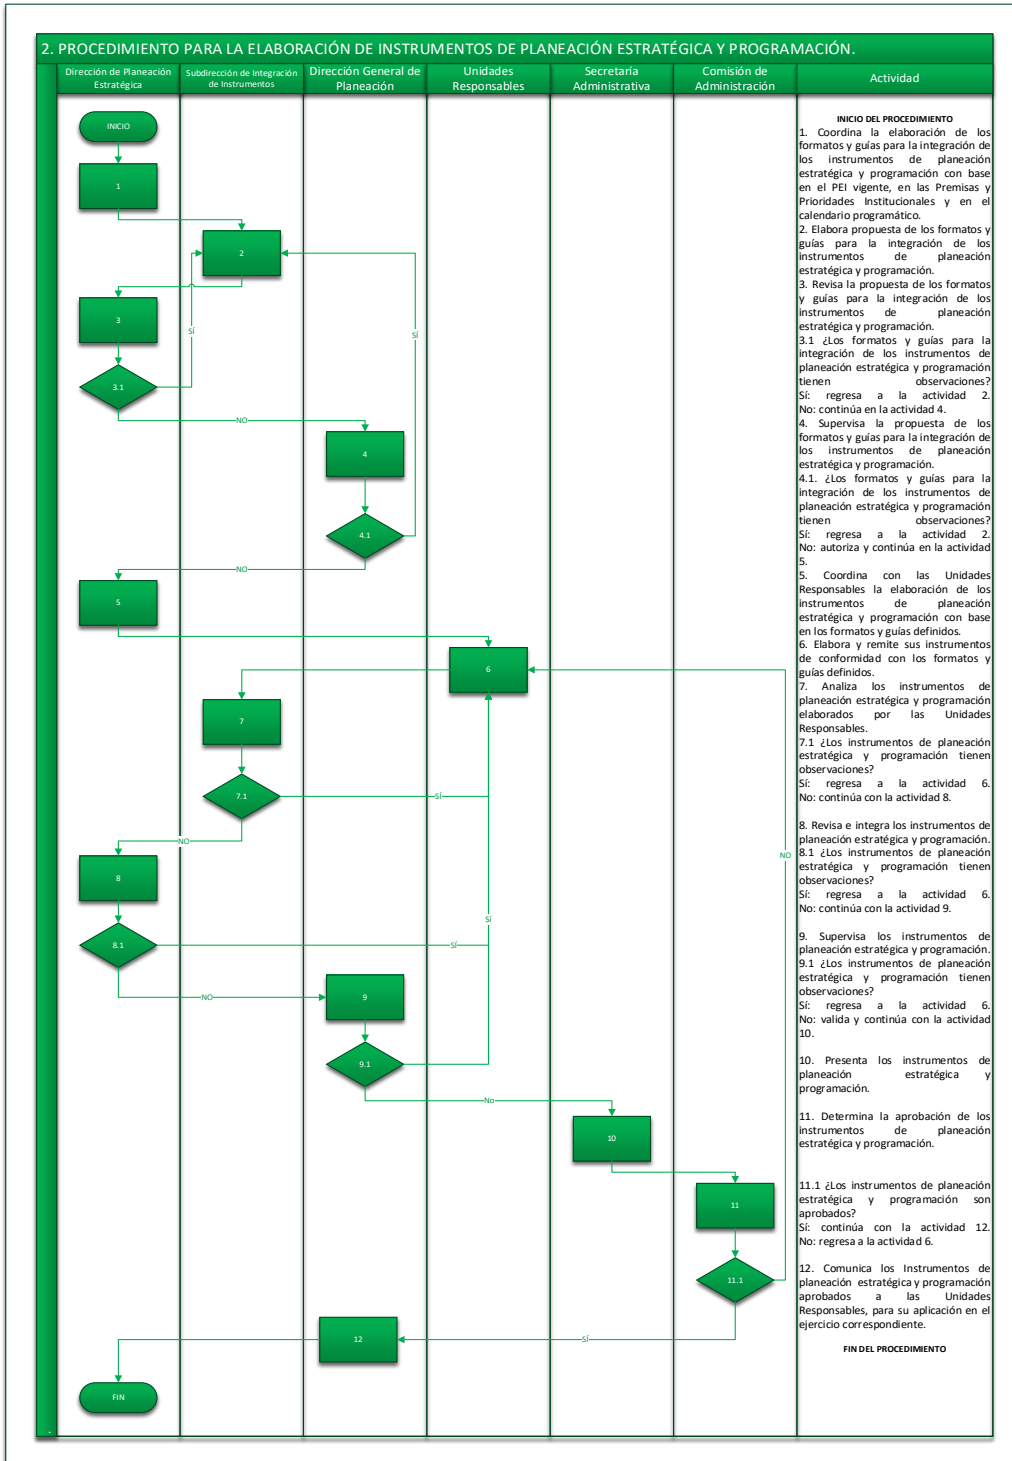 2. PROCEDIMIENTO PARA LA ELABORACIÓN DE INSTRUMENTOS DE PLANEACIÓN ESTRATÉGICA Y PROGRAMACIÓN.
Dirección de Planeación
Estratégica
Subdirección de Integración
de Instrumentos
Dirección General de
Planeación
Unidades
Responsables
Secretaría
Administrativa
Comisión de
Administración
Actividad
INICIO
1
2
3
SÍ
SÍ
3.1
NO
4
4.1
NO
5
6
7
7.1
SÍ
NO
NO
8
SÍ
8.1
SÍ
NO
9
9.1
No
10
11
11.1
12
SÍ
FIN
.
INICIO DEL PROCEDIMIENTO
1. Coordina la elaboración de los
formatos y guías para la integración de
los instrumentos de planeación
estratégica y programación con base
en el PEI vigente, en las Premisas y
Prioridades Institucionales y en el
calendario programático.
2. Elabora propuesta de los formatos y
guías para la integración de los
instrumentos de planeación
estratégica y programación.
3. Revisa la propuesta de los formatos
y guías para la integración de los
instrumentos de planeación
estratégica y programación.
3.1 ¿Los formatos y guías para la
integración de los instrumentos de
planeación estratégica y programación
tienen observaciones?
Sí: regresa a la actividad 2.
No: continúa en la actividad 4.
4. Supervisa la propuesta de los
formatos y guías para la integración de
los instrumentos de planeación
estratégica y programación.
4.1. ¿Los formatos y guías para la
integración de los instrumentos de
planeación estratégica y programación
tienen observaciones?
Sí: regresa a la actividad 2.
No: autoriza y continúa en la actividad
5.
5. Coordina con las Unidades
Responsables la elaboración de los
instrumentos de planeación
estratégica y programación con base
en los formatos y guías definidos.
6. Elabora y remite sus instrumentos
de conformidad con los formatos y
guías definidos.
7. Analiza los instrumentos de
planeación estratégica y programación
elaborados por las Unidades
Responsables.
7.1 ¿Los instrumentos de planeación
estratégica y programación tienen
observaciones?
Sí: regresa a la actividad 6.
No: continúa con la actividad 8.
8. Revisa e integra los instrumentos de
planeación estratégica y programación.
8.1 ¿Los instrumentos de planeación
estratégica y programación tienen
observaciones?
Sí: regresa a la actividad 6.
No: continúa con la actividad 9.
9. Supervisa los instrumentos de
planeación estratégica y programación.
9.1 ¿Los instrumentos de planeación
estratégica y programación tienen
observaciones?
Sí: regresa a la actividad 6.
No: valida y continúa con la actividad
10.
10. Presenta los instrumentos de
planeación estratégica y
programación.
11. Determina la aprobación de los
instrumentos de planeación
estratégica y programación.
11.1 ¿Los instrumentos de planeación
estratégica y programación son
aprobados?
Sí: continúa con la actividad 12.
No: regresa a la actividad 6.
12. Comunica los Instrumentos de
planeación estratégica y programación
aprobados a las Unidades
Responsables, para su aplicación en el
ejercicio correspondiente.
FIN DEL PROCEDIMIENTO